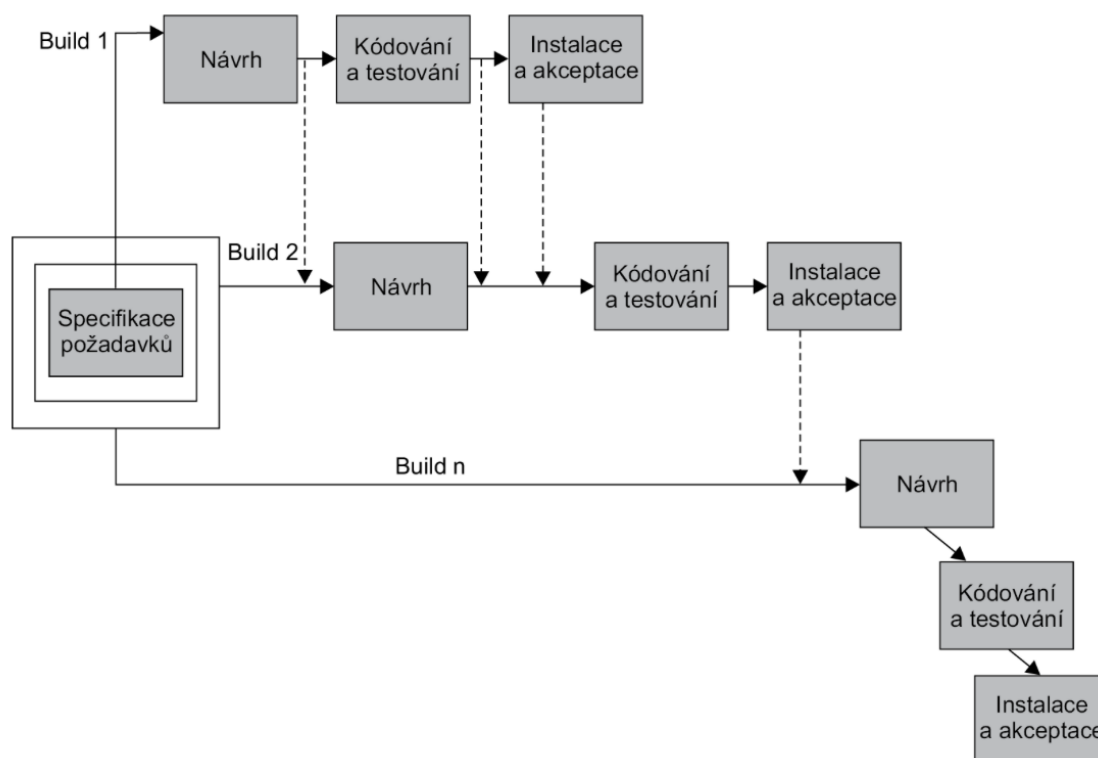 Build 1
Návrh
Kódování
a testování
Instalace
a akceptace
Build 2
Návrh
Kódování
a testování
Instalace
a akceptace
Specifikace
požadavků
Build n
Návrh
Kódování
a testování
Instalace
a akceptace